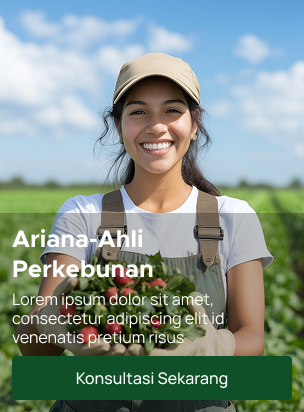 Ariana-Ahli
Perkebunan
Lorem ipsum dolor sit amet,
consectetur adipiscing elit id
venenatis pretium risus
Konsultasi Sekarang